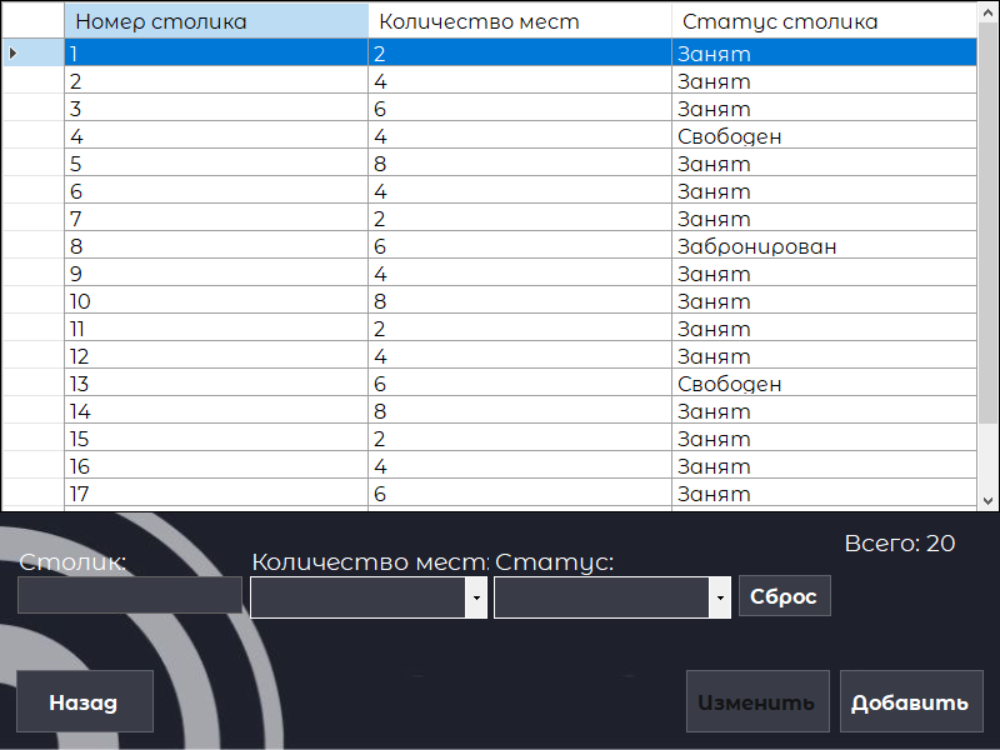 Номер столика Количество мест Статус столика
1 2 Занят
2 4 Занят
3 6 Занят
4 4 Свободен
5 8 Занят
6 4 Занят
7 2 Занят
8 6 Забронирован
9 4 Занят
10 8 Занят
11 2 Занят
12 4 Занят
13 6 Свободен
14 8 Занят
15 2 Занят
16 4 Занят
17 6 Занят
Всего: 20
Столик: Количество мест: Статус:
Сброс
Назад Изменить Добавить